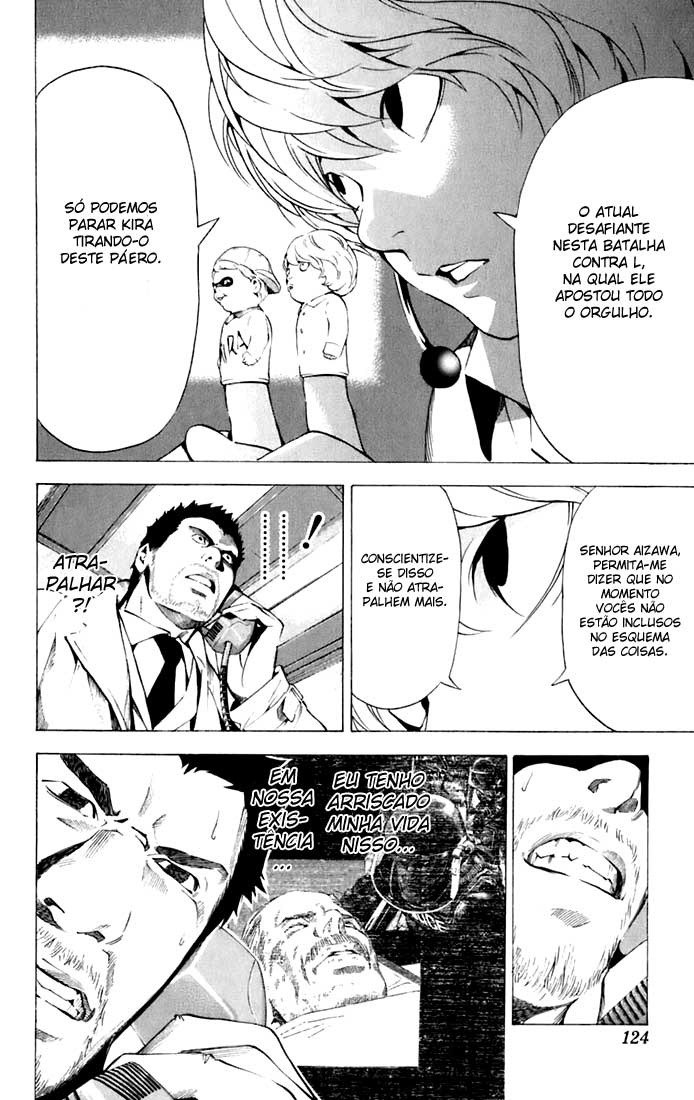 O ATUAL
DESAFIANTE
NESTA BATALHA
CONTRA L,
NA QUAL ELE
APOSTOU TODO
O ORGULHO.
SÓ PODEMOS
PARAR KIRA
TIRANDO-O
DESTE PÁERO.
KIRA
SENHOR AIZAWA,
PERMITA-ME
DIZER QUE NO
MOMENTO
VOCÊS NÃO
ESTÃO INCLUSOS
NO ESQUEMA
DAS COISAS.
CONSCIENTIZE-
SE DISSO
E NÃO ATRA-
PALHEM MAIS.
......!
ATRA-
PALHAR
?!
EU TENHO
ARRISCADO
MINHA VIDA
NISSO...
EM
NOSSA
EXIS-
TÊNCIA
...
124